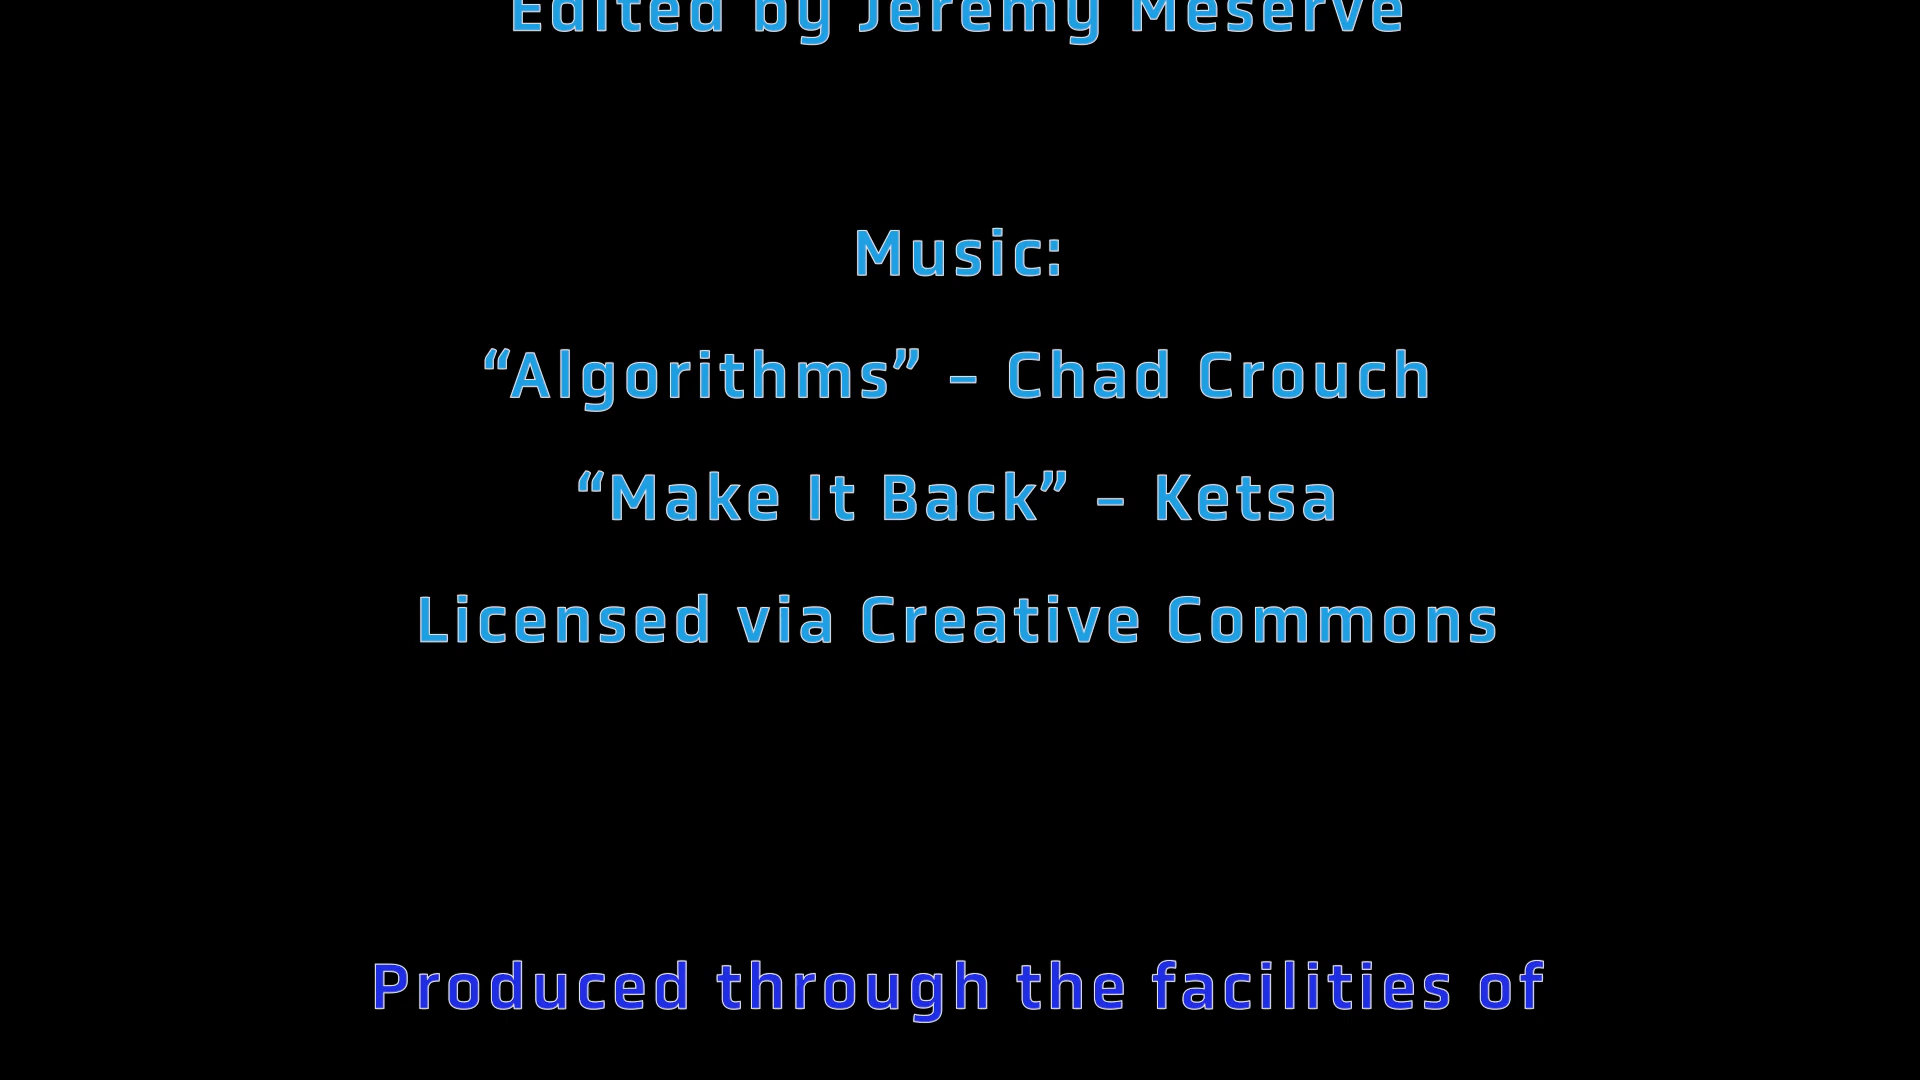 Edited by Jeremy Meserve
Music:
“Algorithms” – Chad Crouch
“Make It Back” – Ketsa
Licensed via Creative Commons
Produced through the facilities of